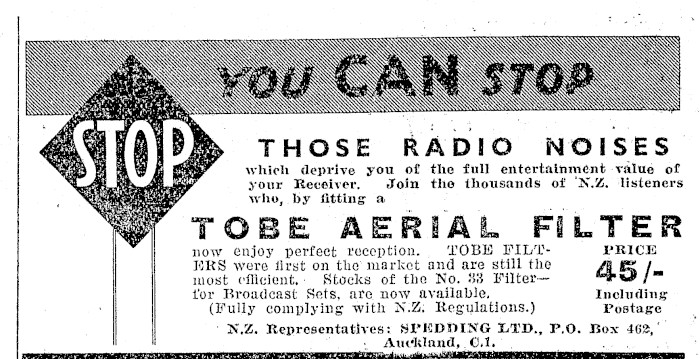 YOU CAN STOP
STOP
THOSE RADIO NOISES
which deprive you of the full entertainment value of
your Receiver. Join the thousands of N.Z. listeners
who, by fitting a
TOBE AERIAL FILTER
now enjoy perfect reception. TOBE FILT-
ERS were first on the market and are still the
most efficient. Stocks of the No. 33 Filter—
for Broadcast Sets, are now available.
(Fully complying with N.Z. Regulations.)
PRICE
45/-
Including
Postage
N.Z. Representatives: SPEDDING LTD., P.O. Box 462,
Auckland, C.1.